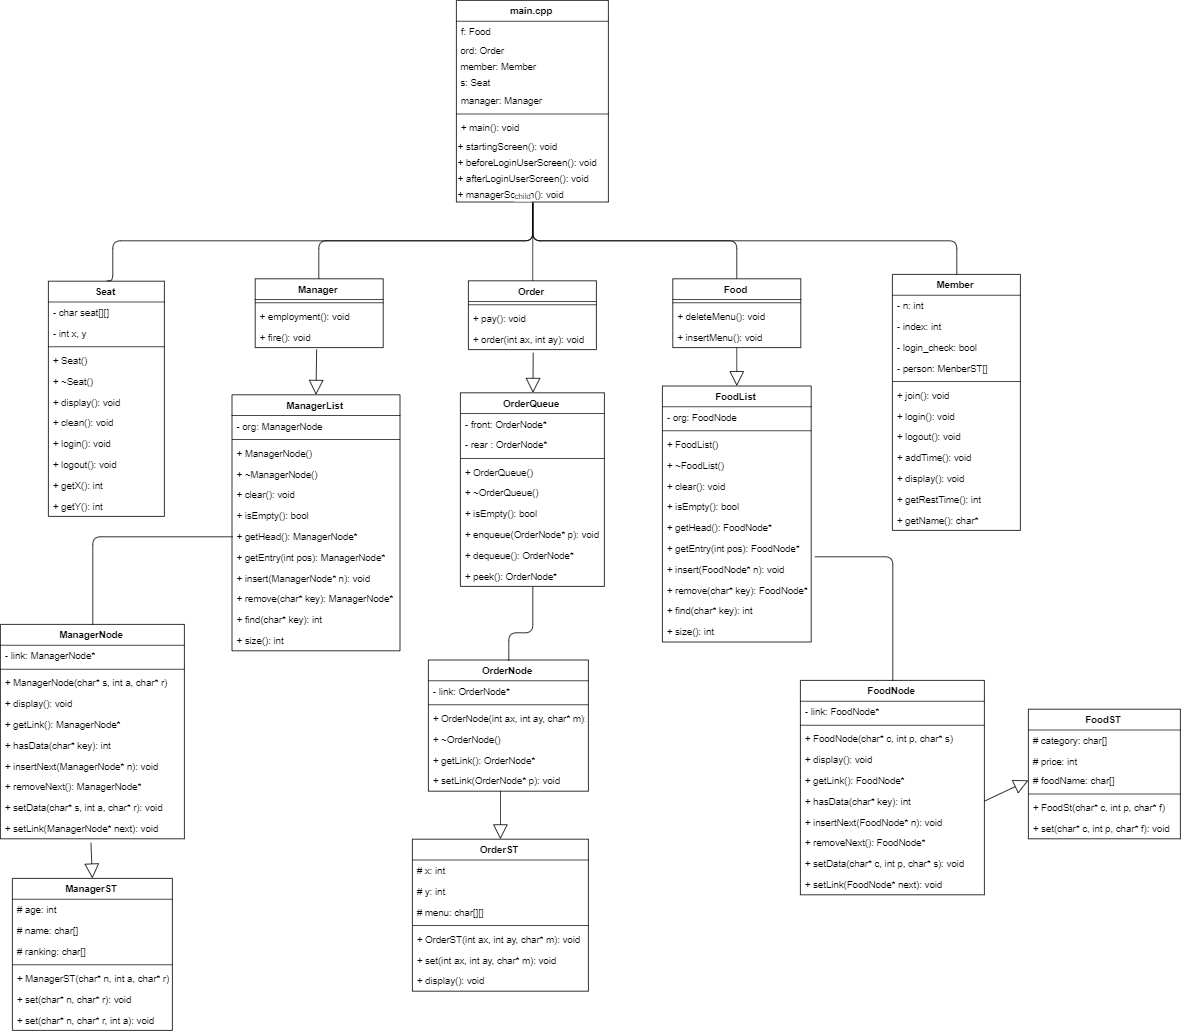 main.cpp
f: Food
ord: Order
member: Member
s: Seat
manager: Manager
+ main(): void
+ startingScreen(): void
+ beforeLoginUserScreen(): void
+ afterLoginUserScreen(): void
child
Seat
- char seat[][]
- int x, y
+ Seat()
+ ~Seat()
+ display(): void
+ clean(): void
+ login(): void
+ logout(): void
+ getX(): int
+ getY(): int
Manager
+ employment(): void
+ fire(): void
Order
+ pay(): void
+ order(int ax, int ay): void
Food
+ deleteMenu(): void
+ insertMenu(): void
Member
- n: int
- index: int
- login_check: bool
- person: MenberST[]
+ join(): void
+ login(): void
+ logout(): void
+ addTime(): void
+ display(): void
+ getRestTime(): int
+ getName(): char*
ManagerList
- org: ManagerNode
+ ManagerNode()
+ ~ManagerNode()
+ clear(): void
+ isEmpty(): bool
+ getHead(): ManagerNode*
+ getEntry(int pos): ManagerNode*
+ insert(ManagerNode* n): void
+ remove(char* key): ManagerNode*
+ find(char* key): int
+ size(): int
OrderQueue
- front: OrderNode*
- rear : OrderNode*
+ OrderQueue()
+ ~OrderQueue()
+ isEmpty(): bool
+ enqueue(OrderNode* p): void
+ dequeue(): OrderNode*
+ peek(): OrderNode*
FoodList
- org: FoodNode
+ FoodList()
+ ~FoodList()
+ clear(): void
+ isEmpty(): bool
+ getHead(): FoodNode*
+ getEntry(int pos): FoodNode*
+ insert(FoodNode* n): void
+ remove(char* key): FoodNode*
+ find(char* key): int
+ size(): int
ManagerNode
- link: ManagerNode*
+ ManagerNode(char* s, int a, char* r)
+ display(): void
+ getLink(): ManagerNode*
+ hasData(char* key): int
+ insertNext(ManagerNode* n): void
+ removeNext(): ManagerNode*
+ setData(char* s, int a, char* r): void
+ setLink(ManagerNode* next): void
OrderNode
- link: OrderNode*
+ OrderNode(int ax, int ay, char* m)
+ ~OrderNode()
+ getLink(): OrderNode*
+ setLink(OrderNode* p): void
FoodNode
- link: FoodNode*
+ FoodNode(char* c, int p, char* s)
+ display(): void
+ getLink(): FoodNode*
+ hasData(char* key): int
+ insertNext(FoodNode* n): void
+ removeNext(): FoodNode*
+ setData(char* c, int p, char* s): void
+ setLink(FoodNode* next): void
FoodST
# category: char[]
# price: int
# foodName: char[]
+ FoodSt(char* c, int p, char* f)
+ set(char* c, int p, char* f): void
ManagerST
# age: int
# name: char[]
# ranking: char[]
+ ManagerST(char* n, int a, char* r)
+ set(char* n, char* r): void
+ set(char* n, char* r, int a): void
OrderST
# x: int
# y: int
# menu: char[][]
+ OrderST(int ax, int ay, char* m): void
+ set(int ax, int ay, char* m): void
+ display(): void